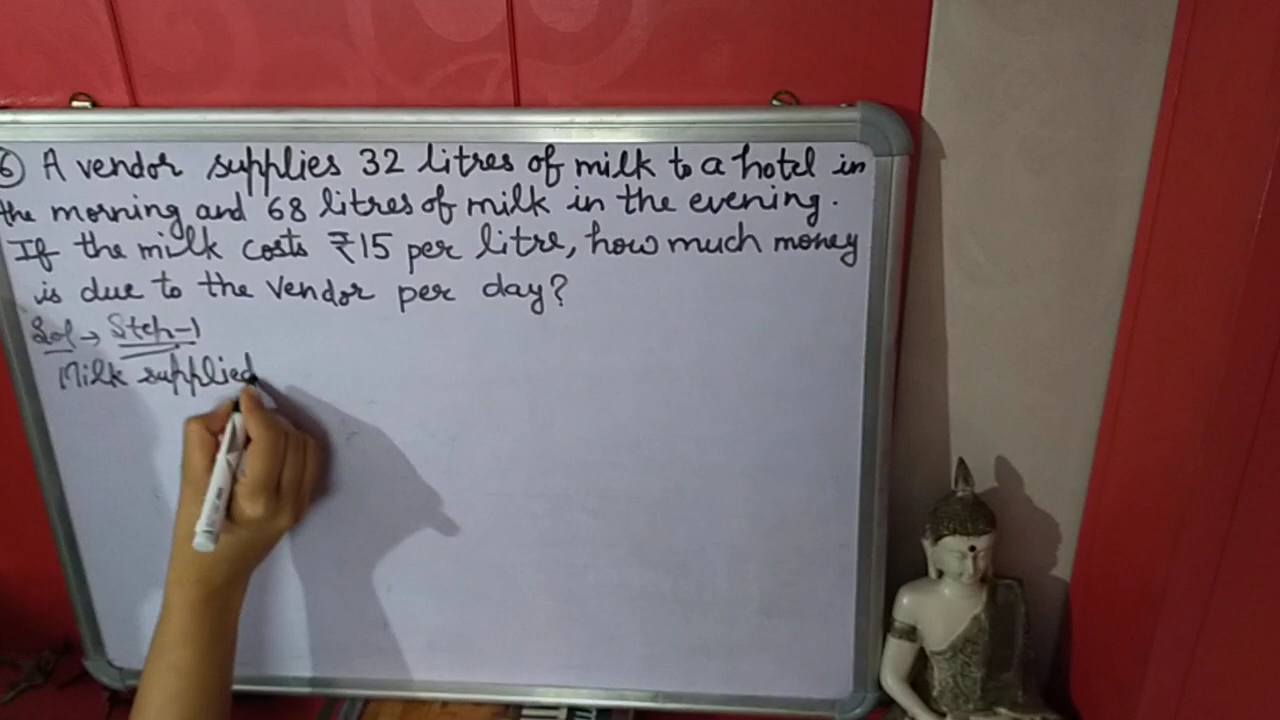 6 A vendor supplies 32 litres of milk to a hotel in
the morning and 68 litres of milk in the evening.
If the milk costs ₹15 per litre, how much money
is due to the vendor per day?
Sol → Step-1
Milk supplied